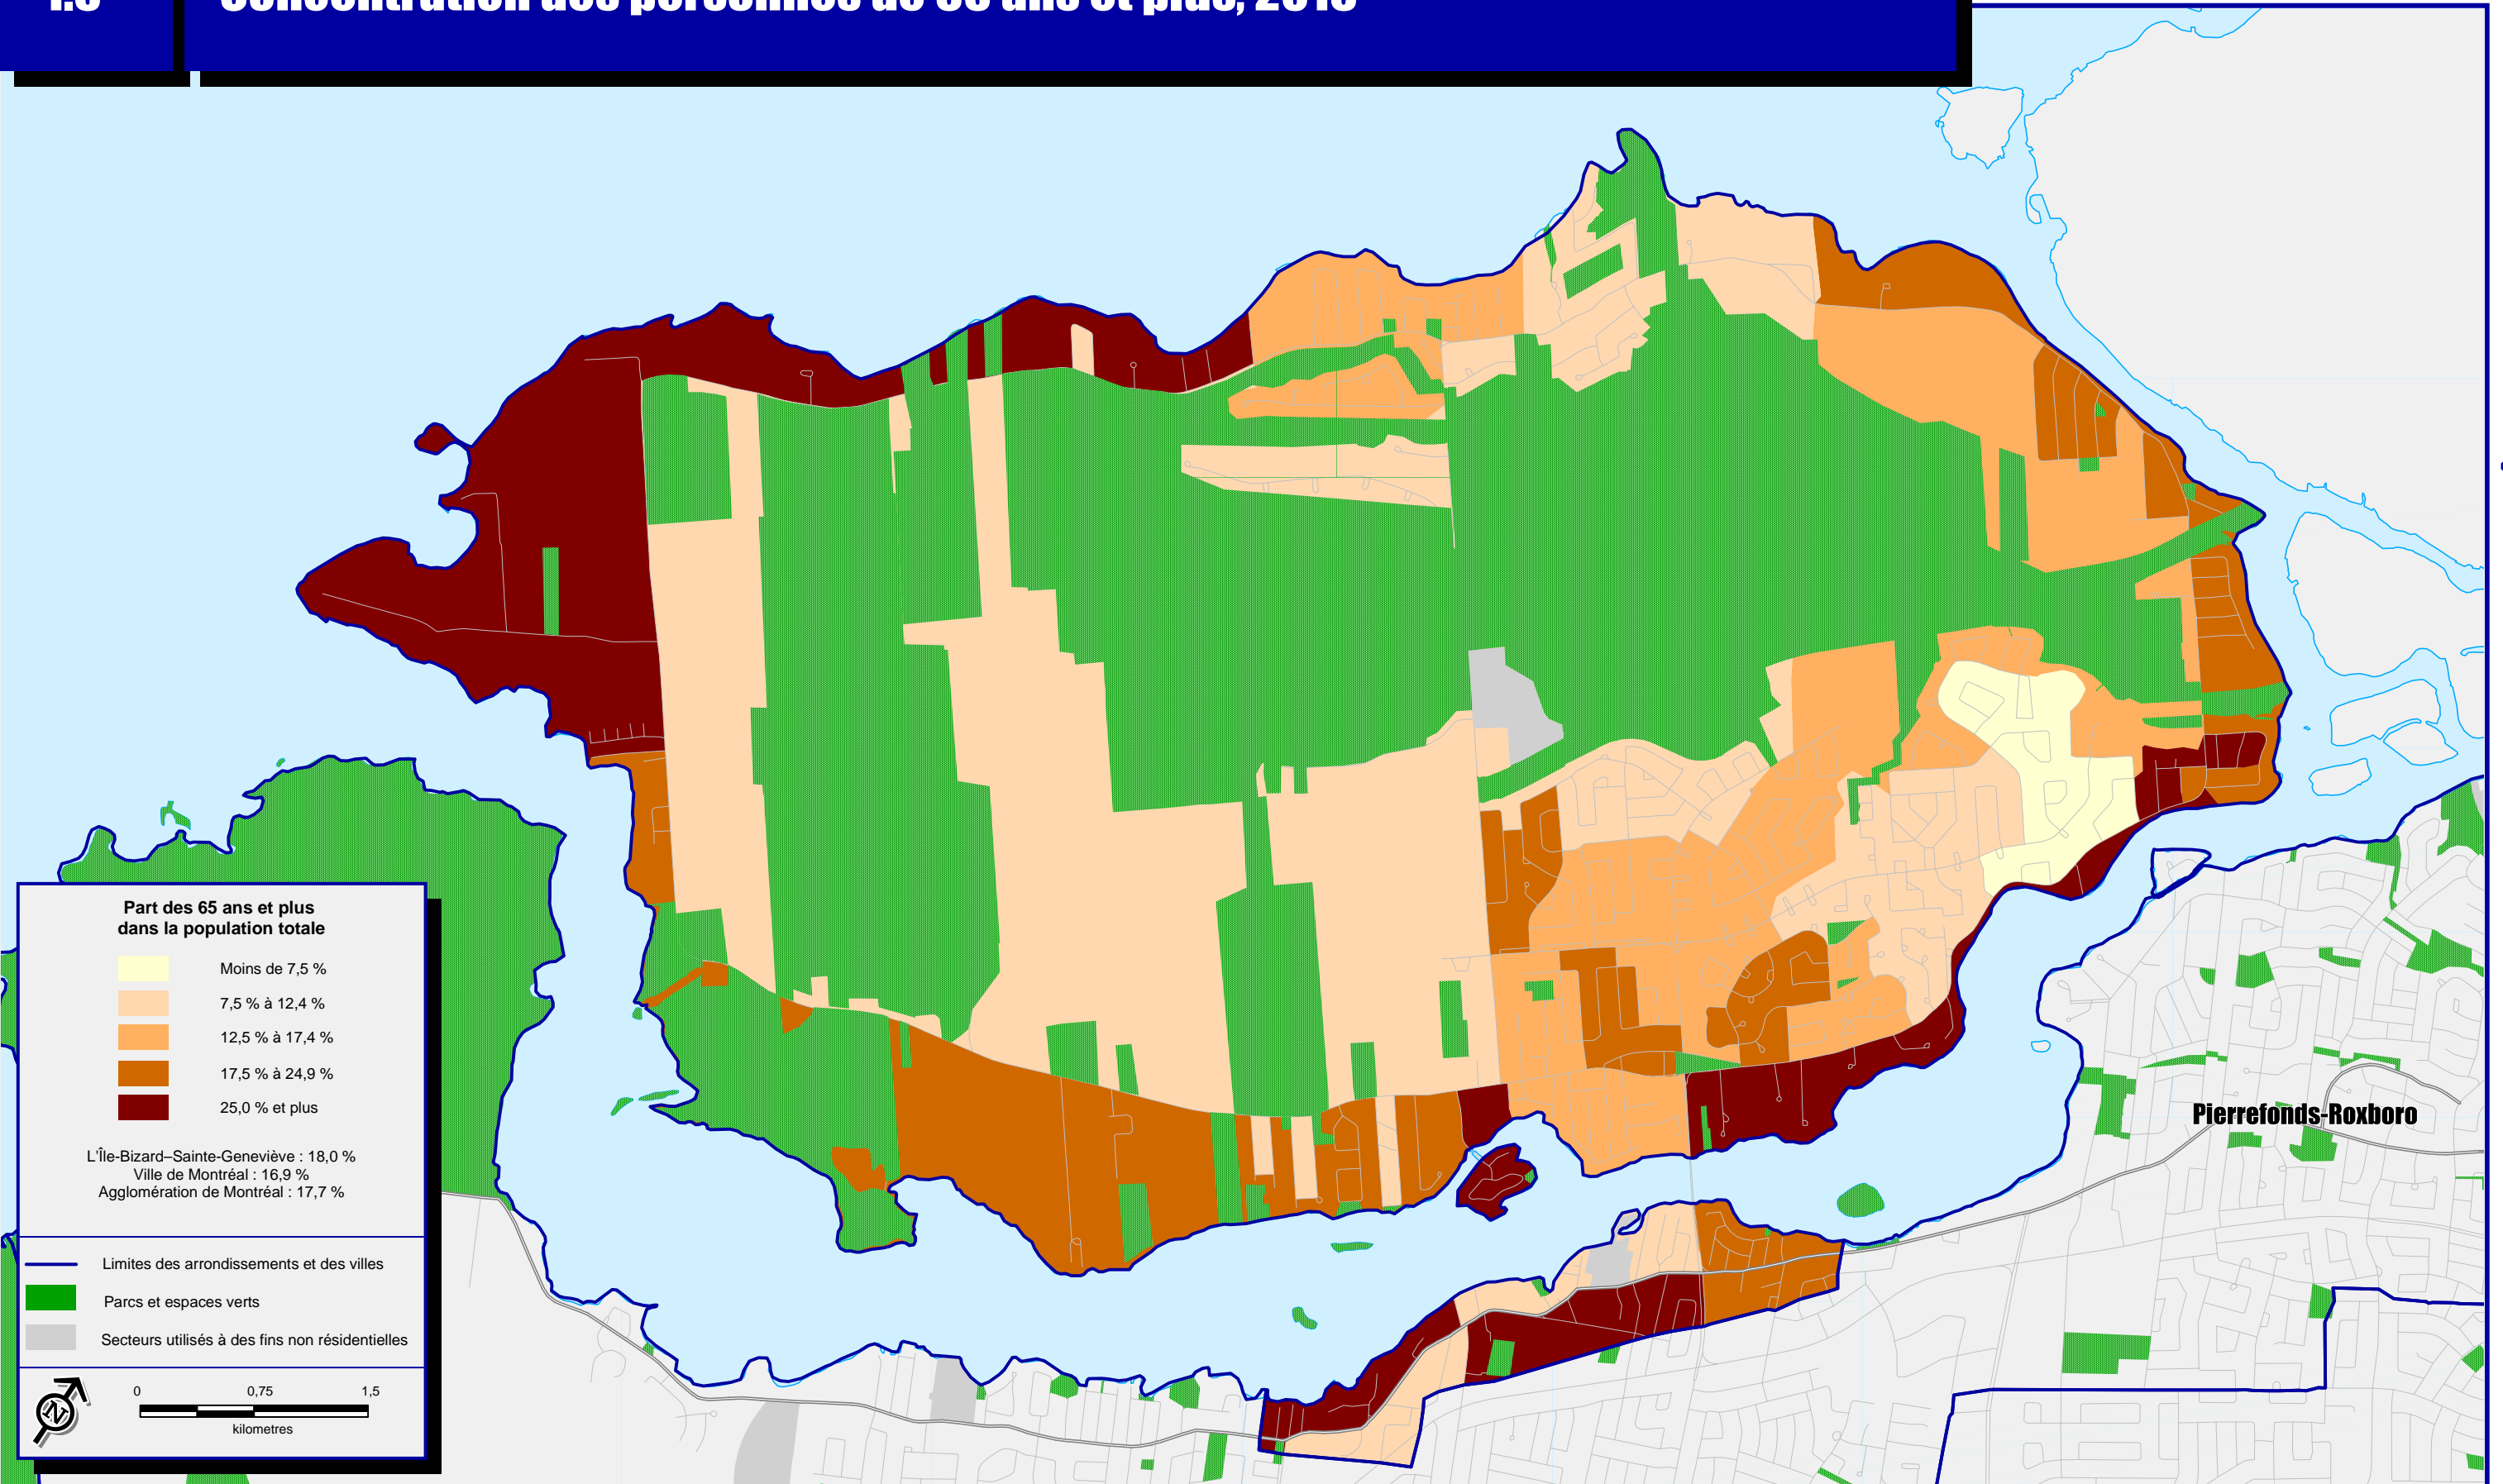 Pierrefonds-Roxboro
Part des 65 ans et plus
dans la population totale
Moins de 7,5 %
7,5 % à 12,4 %
12,5 % à 17,4 %
17,5 % à 24,9 %
25,0 % et plus
L'Île-Bizard–Sainte-Geneviève : 18,0 %
Ville de Montréal : 16,9 %
Agglomération de Montréal : 17,7 %
Limites des arrondissements et des villes
Parcs et espaces verts
Secteurs utilisés à des fins non résidentielles
N
0 0,75 1,5
kilometres